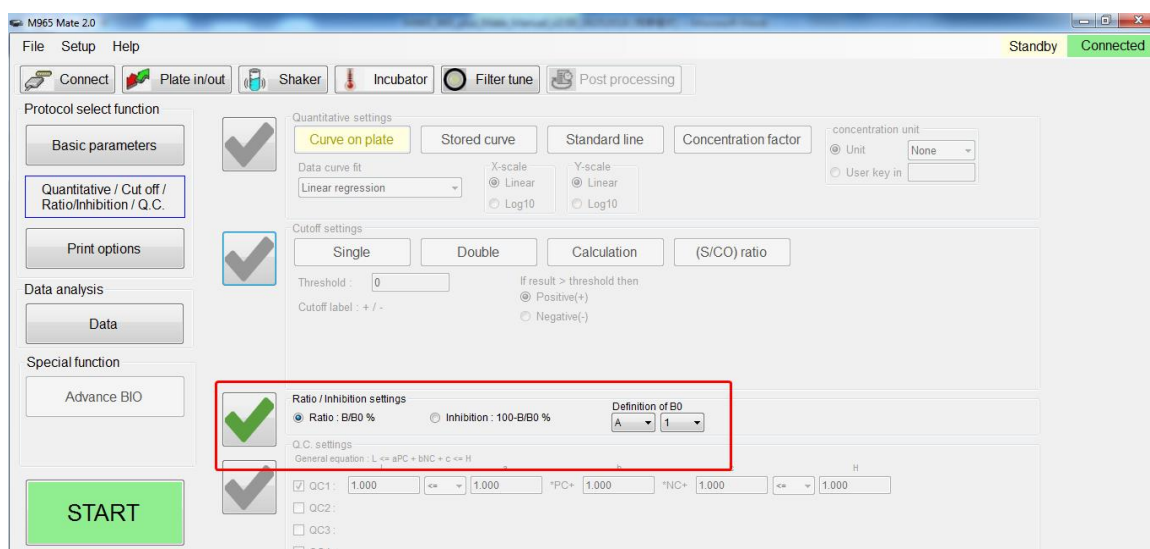 M965 Mate 2.0
File Setup Help
Standby Connected
Connect Plate in/out Shaker Incubator Filter tune Post processing
Protocol select function
Basic parameters
Quantitative / Cut off /
Ratio/Inhibition / Q.C.
Print options
Data analysis
Data
Special function
Advance BIO
START
Quantitative settings
Curve on plate Stored curve Standard line Concentration factor
Data curve fit
Linear regression
X-scale
Linear
Log10
Y-scale
Linear
Log10
concentration unit
Unit None
User key in
Cutoff settings
Single Double Calculation (S/CO) ratio
Threshold : 0
Cutoff label : + / -
If result > threshold then
Positive(+)
Negative(-)
Ratio / Inhibition settings
Ratio : B/B0 % Inhibition : 100-B/B0 %
Definition of B0
A 1
Q.C. settings
General equation : L <= aPC + bNC + c <= H
H
QC1 : 1.000 <= 1.000 *PC+ 1.000 *NC+ 1.000 <= 1.000
QC2 :
QC3 :